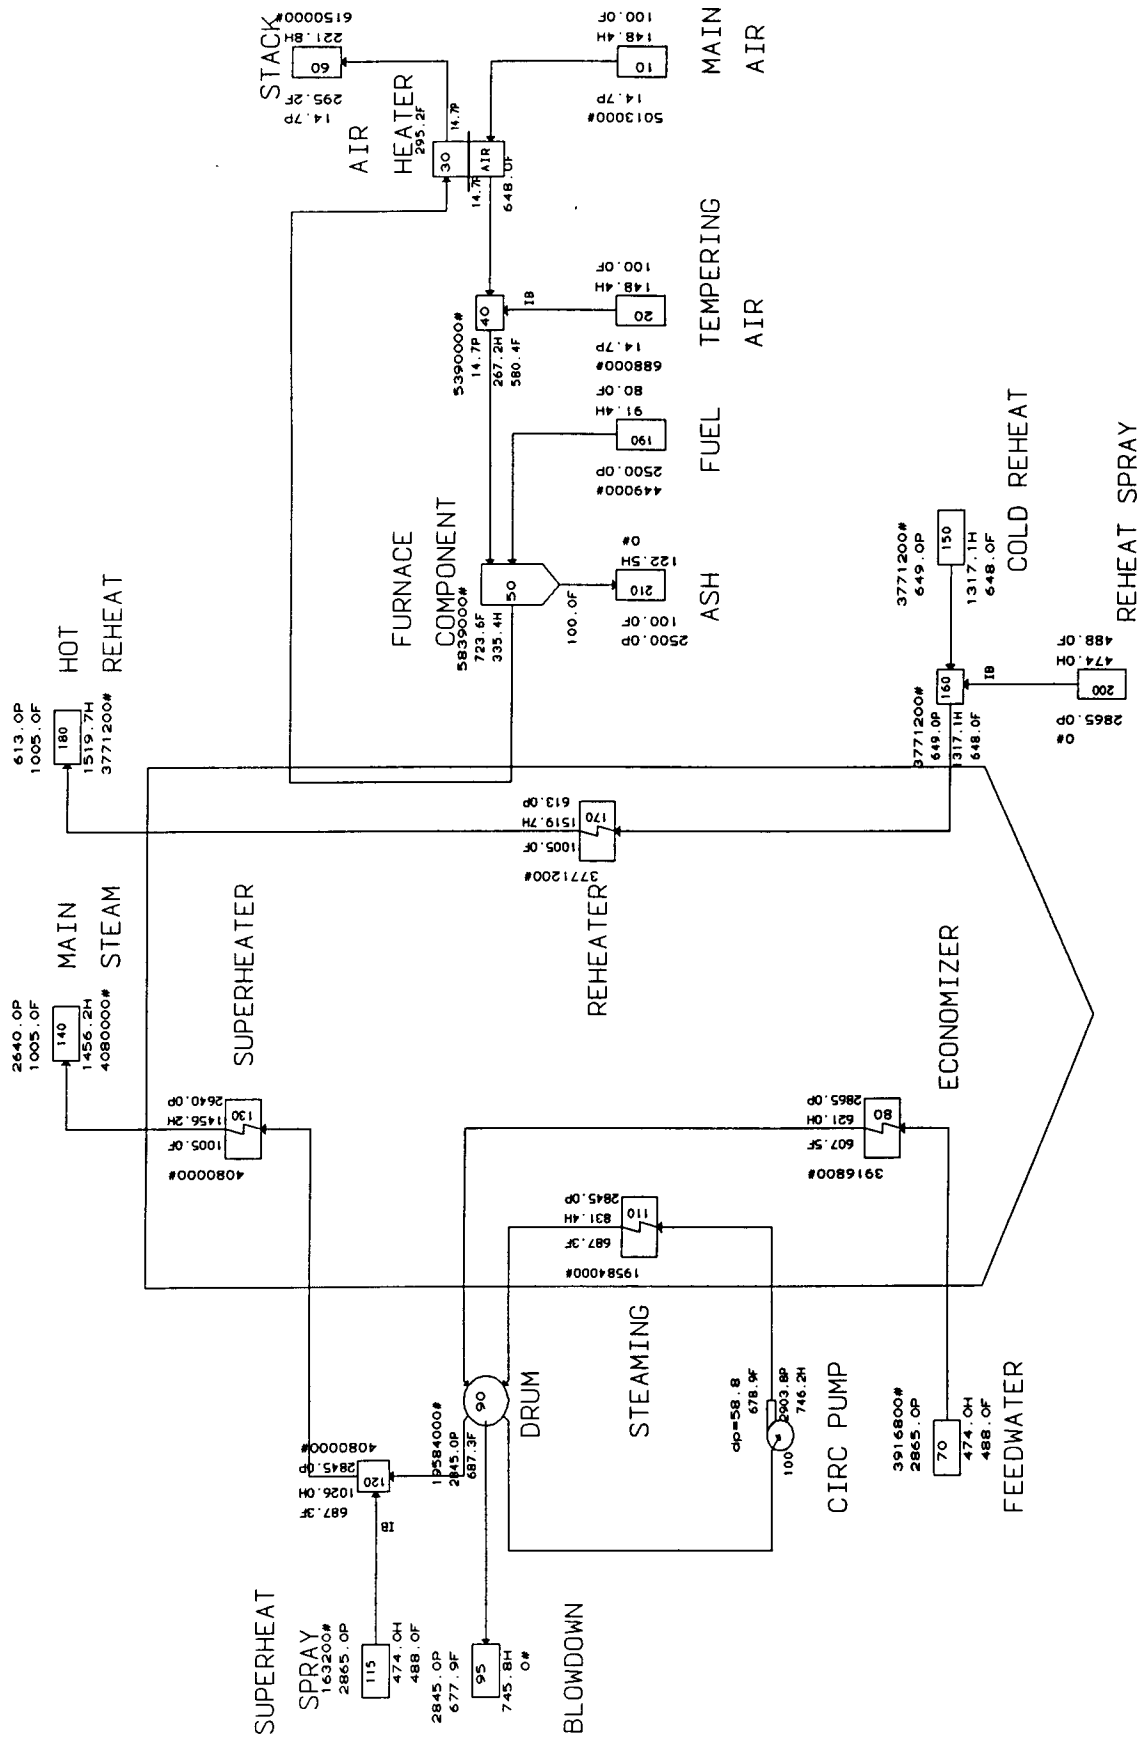 STACK
6150000#
221.8H
60
295.2F
14.7P
AIR
HEATER
295.2F
14.7P
30
AIR
14.7P
648.0F
100.0F
148.4H
10
14.7P
5013000#
MAIN
AIR
5390000#
14.7P
267.2H
580.4F
40
IB
100.0F
148.4H
20
14.7P
688000#
TEMPERING
AIR
80.0F
91.4H
190
2500.0P
449000#
FUEL
FURNACE
COMPONENT
5839000#
723.6F
335.4H
50
100.0F
0#
122.5H
210
100.0F
2500.0P
ASH
HOT
REHEAT
613.0P
1005.0F
180
1519.7H
3771200#
613.0P
1519.7H
170
1005.0F
3771200#
REHEATER
3771200#
649.0P
150
1317.1H
648.0F
COLD REHEAT
3771200#
649.0P
160
1317.1H
648.0F
IB
488.0F
474.0H
200
2865.0P
0#
REHEAT SPRAY
MAIN
STEAM
2640.0P
1005.0F
140
1456.2H
4080000#
SUPERHEATER
2640.0P
1456.2H
130
1005.0F
4080000#
ECONOMIZER
2865.0P
621.0H
80
607.5F
3916800#
2845.0P
831.4H
110
687.3F
19584000#
STEAMING
19584000#
2845.0P
687.3F
90
DRUM
dp=58.8
678.9F
2903.8P
746.2H
100
CIRC PUMP
3916800#
2865.0P
70
474.0H
488.0F
FEEDWATER
4080000#
2845.0P
120
1026.0H
687.3F
IB
SUPERHEAT
SPRAY
163200#
2865.0P
115
474.0H
488.0F
2845.0P
677.9F
95
745.8H
0#
BLOWDOWN